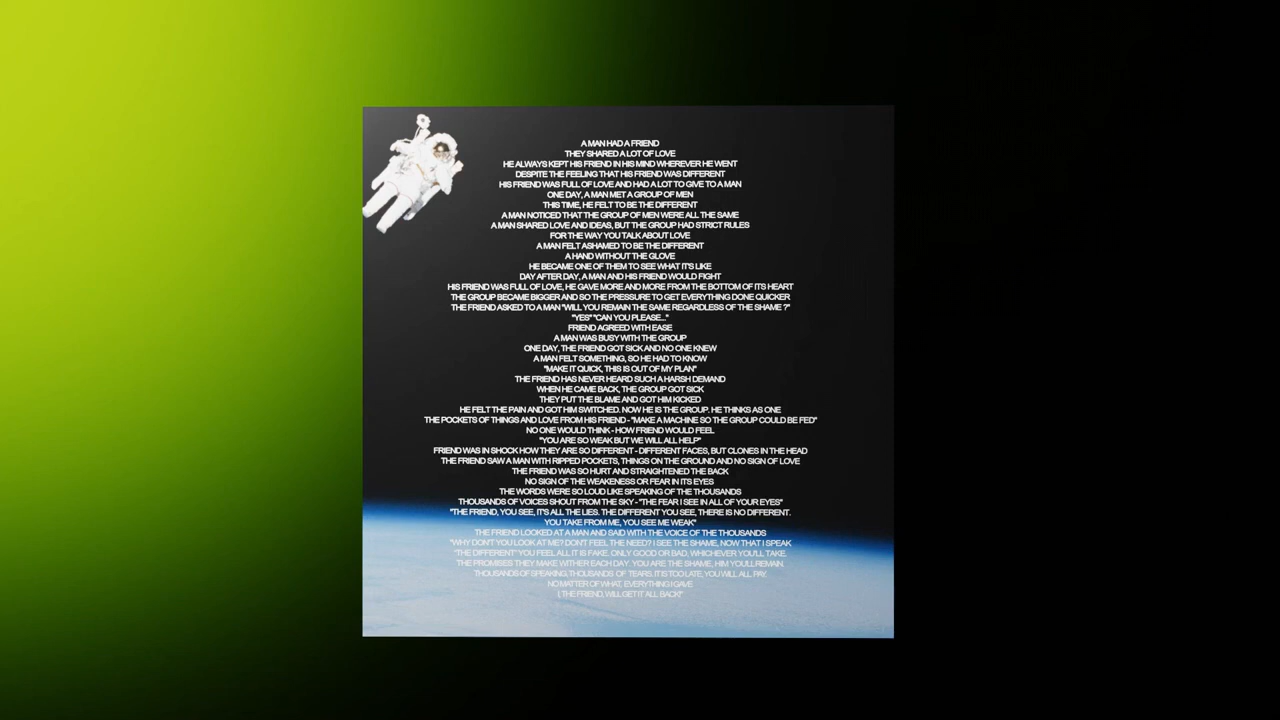 A MAN HAD A FRIEND
THEY SHARED A LOT OF LOVE
HE ALWAYS KEPT HIS FRIEND IN HIS MIND WHEREVER HE WENT
DESPITE THE FEELING THAT HIS FRIEND WAS DIFFERENT
HIS FRIEND WAS FULL OF LOVE AND HAD A LOT TO GIVE TO A MAN
ONE DAY, A MAN MET A GROUP OF MEN
THIS TIME, HE FELT TO BE THE DIFFERENT
A MAN NOTICED THAT THE GROUP OF MEN WERE ALL THE SAME
A MAN SHARED LOVE AND IDEAS, BUT THE GROUP HAD STRICT RULES
FOR THE WAY YOU TALK ABOUT LOVE
A MAN FELT ASHAMED TO BE THE DIFFERENT
A HAND WITHOUT THE GLOVE
HE BECAME ONE OF THEM TO SEE WHAT IT'S LIKE
DAY AFTER DAY, A MAN AND HIS FRIEND WOULD FIGHT
HIS FRIEND WAS FULL OF LOVE, HE GAVE MORE AND MORE FROM THE BOTTOM OF ITS HEART
THE GROUP BECAME BIGGER AND SO THE PRESSURE TO GET EVERYTHING DONE QUICKER
THE FRIEND ASKED TO A MAN "WILL YOU REMAIN THE SAME REGARDLESS OF THE SHAME ?"
"YES" "CAN YOU PLEASE..."
FRIEND AGREED WITH EASE
A MAN WAS BUSY WITH THE GROUP
ONE DAY, THE FRIEND GOT SICK AND NO ONE KNEW
A MAN FELT SOMETHING, SO HE HAD TO KNOW
"MAKE IT QUICK, THIS IS OUT OF MY PLAN"
THE FRIEND HAS NEVER HEARD SUCH A HARSH DEMAND
WHEN HE CAME BACK, THE GROUP GOT SICK
THEY PUT THE BLAME AND GOT HIM KICKED
HE FELT THE PAIN AND GOT HIM SWITCHED. NOW HE IS THE GROUP. HE THINKS AS ONE
THE POCKETS OF THINGS AND LOVE FROM HIS FRIEND - "MAKE A MACHINE SO THE GROUP COULD BE FED"
NO ONE WOULD THINK - HOW FRIEND WOULD FEEL
"YOU ARE SO WEAK BUT WE WILL ALL HELP"
FRIEND WAS IN SHOCK HOW THEY ARE SO DIFFERENT - DIFFERENT FACES, BUT CLONES IN THE HEAD
THE FRIEND SAW A MAN WITH RIPPED POCKETS, THINGS ON THE GROUND AND NO SIGN OF LOVE
THE FRIEND WAS SO HURT AND STRAIGHTENED THE BACK
NO SIGN OF THE WEAKNESS OR FEAR IN ITS EYES
THE WORDS WERE SO LOUD LIKE SPEAKING OF THE THOUSANDS
THOUSANDS OF VOICES SHOUT FROM THE SKY - "THE FEAR I SEE IN ALL OF YOUR EYES"
"THE FRIEND, YOU SEE, IT'S ALL THE LIES. THE DIFFERENT YOU SEE, THERE IS NO DIFFERENT.
YOU TAKE FROM ME, YOU SEE ME WEAK"
THE FRIEND LOOKED AT A MAN AND SAID WITH THE VOICE OF THE THOUSANDS
"WHY DON'T YOU LOOK AT ME? DON'T FEEL THE NEED? I SEE THE SHAME, NOW THAT I SPEAK
"THE DIFFERENT" YOU FEEL ALL IT IS FAKE. ONLY GOOD OR BAD, WHICHEVER YOU'LL TAKE.
THE PROMISES THEY MAKE WITHER EACH DAY. YOU ARE THE SHAME, HIM YOU'LL REMAIN.
THOUSANDS OF SPEAKING, THOUSANDS OF TEARS, IT IS TOO LATE, YOU WILL ALL PAY.
NO MATTER OF WHAT, EVERYTHING I GAVE
I, THE FRIEND, WILL GET IT ALL BACK!"